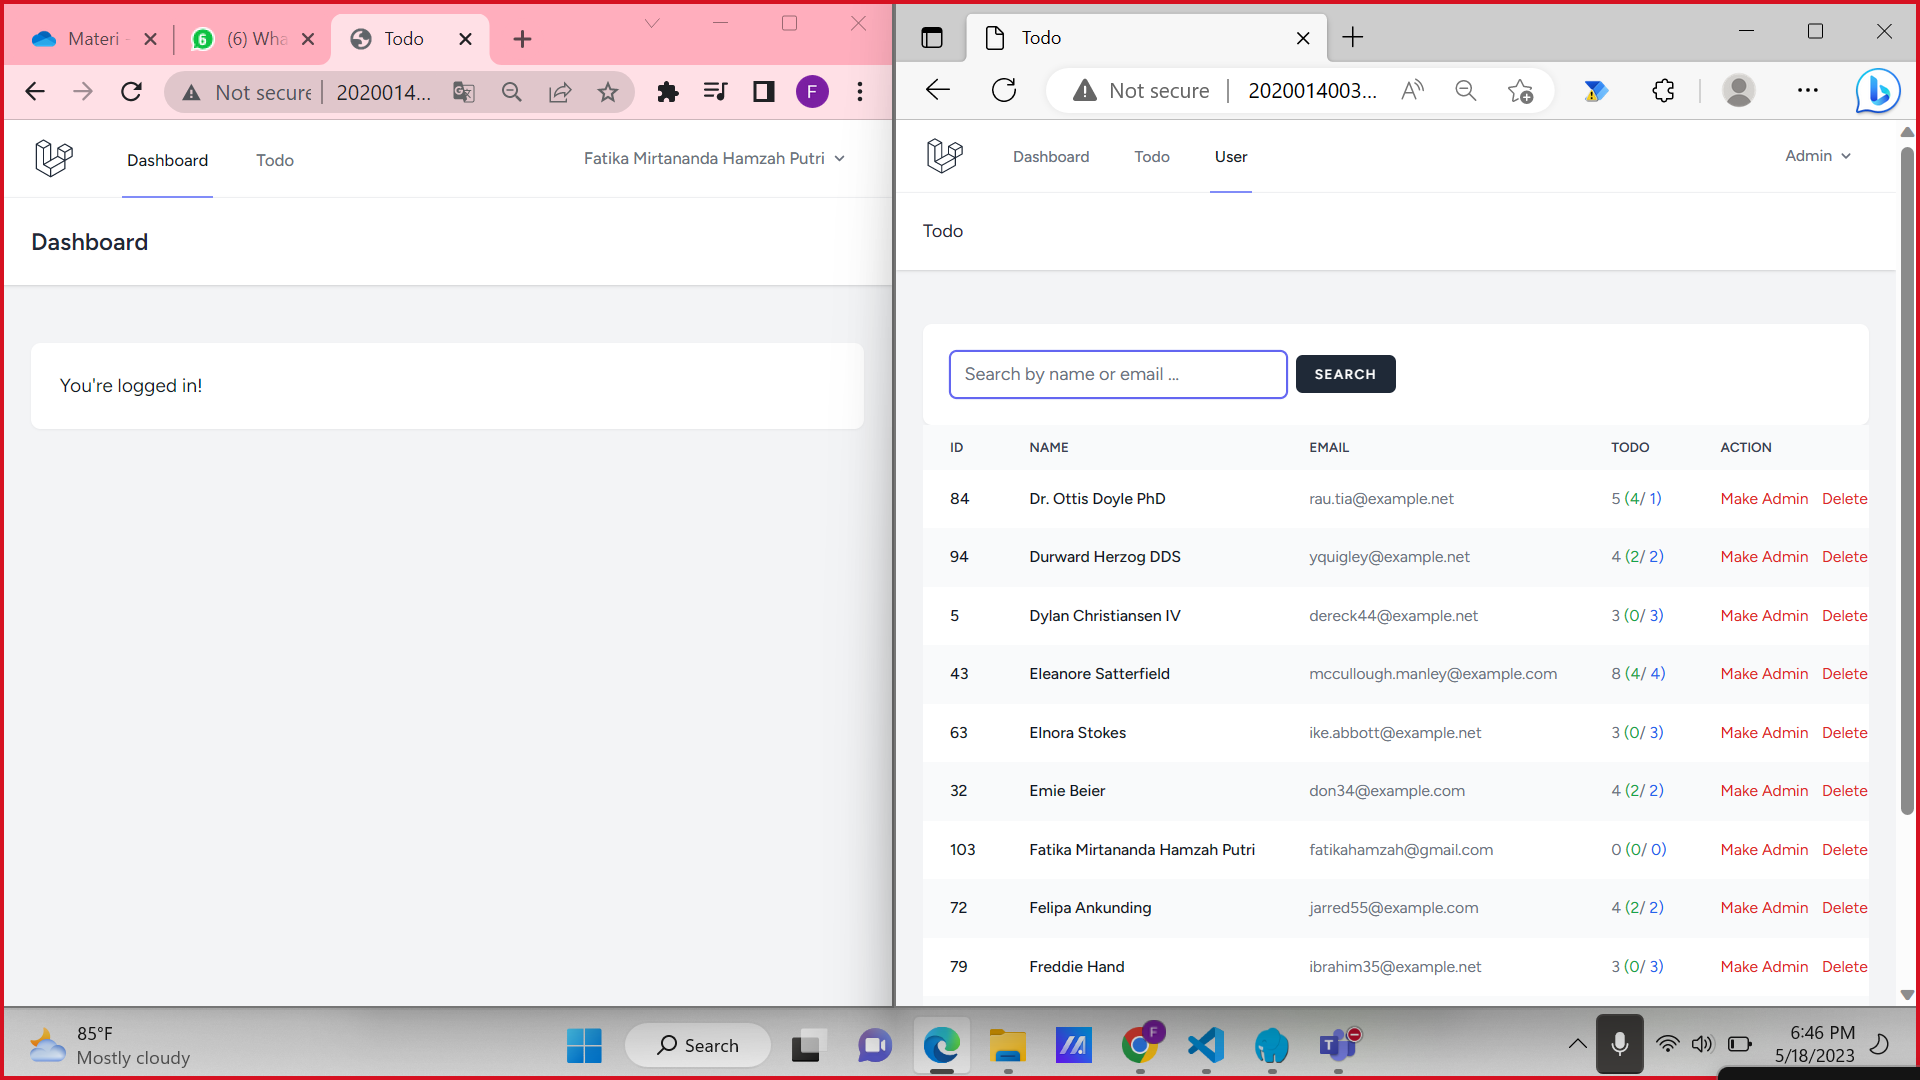 Materi -
6 (6) Wha
Todo
Not secure
2020014...
F
Dashboard
Todo
Fatika Mirtananda Hamzah Putri
Dashboard
You're logged in!
Todo
Not secure
2020014003...
Dashboard
Todo
User
Admin
Todo
Search by name or email ...
SEARCH
ID NAME EMAIL TODO ACTION
84 Dr. Ottis Doyle PhD rau.tia@example.net 5 (4/ 1) Make Admin Delete
94 Durward Herzog DDS yquigley@example.net 4 (2/ 2) Make Admin Delete
5 Dylan Christiansen IV dereck44@example.net 3 (0/ 3) Make Admin Delete
43 Eleanore Satterfield mccullough.manley@example.com 8 (4/ 4) Make Admin Delete
63 Elnora Stokes ike.abbott@example.net 3 (0/ 3) Make Admin Delete
32 Emie Beier don34@example.com 4 (2/ 2) Make Admin Delete
103 Fatika Mirtananda Hamzah Putri fatikahamzah@gmail.com 0 (0/ 0) Make Admin Delete
72 Felipa Ankunding jarred55@example.com 4 (2/ 2) Make Admin Delete
79 Freddie Hand ibrahim35@example.net 3 (0/ 3) Make Admin Delete
85°F
Mostly cloudy
Search
F
6:46 PM
5/18/2023